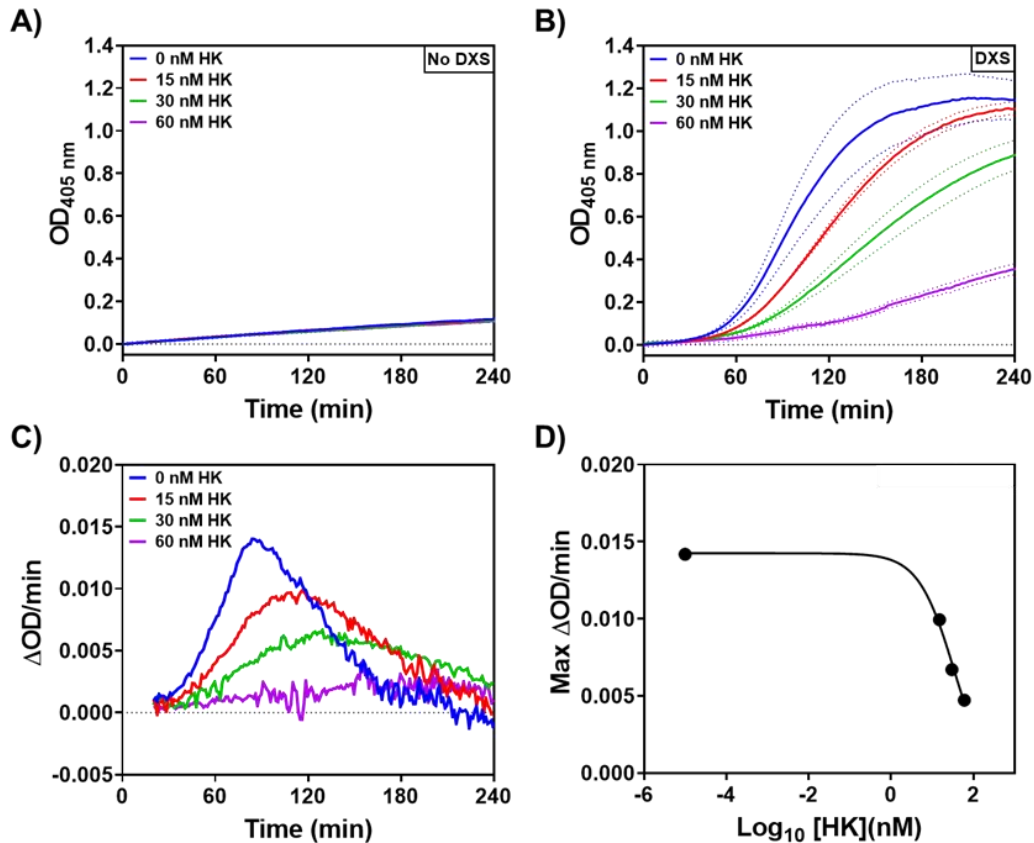 A)
1.4
1.2
1.0
0.8
0.6
0.4
0.2
0.0
OD405 nm
0 nM HK
15 nM HK
30 nM HK
60 nM HK
No DXS
0 60 120 180 240
Time (min)
B)
1.4
1.2
1.0
0.8
0.6
0.4
0.2
0.0
OD405 nm
0 nM HK
15 nM HK
30 nM HK
60 nM HK
DXS
0 60 120 180 240
Time (min)
C)
0.020
0.015
0.010
0.005
0.000
-0.005
ΔOD/min
0 nM HK
15 nM HK
30 nM HK
60 nM HK
0 60 120 180 240
Time (min)
D)
0.020
0.015
0.010
0.005
0.000
Max ΔOD/min
-6 -4 -2 0 2 4
Log10 [HK](nM)